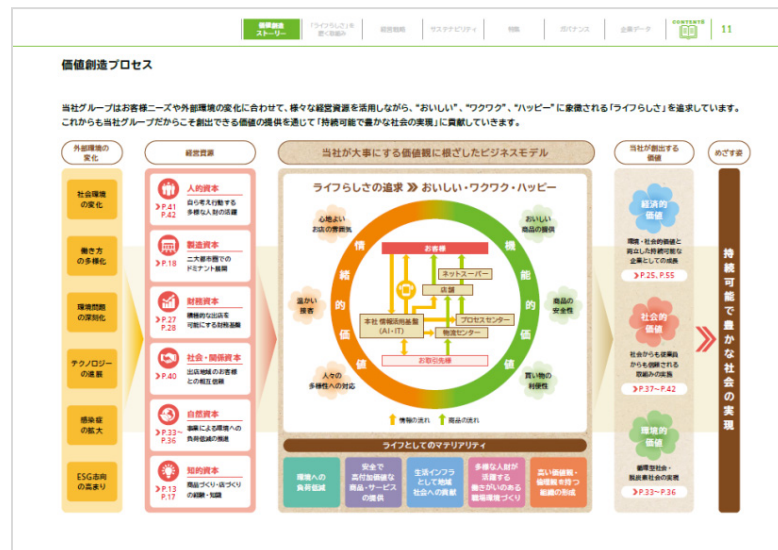 価値創造
ストーリー
「ライフらしさ」を
磨く取組み
経営戦略
サステナビリティ
特集
ガバナンス
企業データ
CONTENTS
11
価値創造プロセス
当社グループはお客様ニーズや外部環境の変化に合わせて、様々な経営資源を活用しながら、“おいしい”、“ワクワク”、“ハッピー”に象徴される「ライフらしさ」を追求しています。
これからも当社グループだからこそ創出できる価値の提供を通じて「持続可能で豊かな社会の実現」に貢献していきます。
外部環境の
変化
社会環境
の変化
働き方
の多様化
環境問題
の深刻化
テクノロジー
の進展
感染症
の拡大
ESG志向
の高まり
経営資源
人的資本
P.41
P.42
自ら考え行動する
多様な人財の活躍
製造資本
P.18
二大都市圏での
ドミナント展開
財務資本
P.27
P.28
積極的な出店を
可能にする財務基盤
社会・関係資本
P.40
出店地域のお客様
との相互信頼
自然資本
P.33~
P.36
事業による環境への
負荷低減の推進
知的資本
P.13
P.17
商品づくり・店づくり
の経験・知識
当社が大事にする価値観に根ざしたビジネスモデル
ライフらしさの追求 おいしい・ワクワク・ハッピー
心地よい
お店の雰囲気
温かい
接客
人々の
多様性への対応
おいしい
商品の提供
商品の
安全性
買い物の
利便性
情緒的価値
機能的価値
お客様
ネットスーパー
店舗
本社 情報活用基盤
(AI・IT)
プロセスセンター
物流センター
お取引先様
情報の流れ
商品の流れ
ライフとしてのマテリアリティ
環境への
負荷低減
安全で
高付加価値な
商品・サービス
の提供
生活インフラ
として地域
社会への貢献
多様な人財が
活躍する
働きがいのある
職場環境づくり
高い価値観・
倫理観を持つ
組織の形成
当社が創出する
価値
経済的
価値
環境・社会的価値と
両立した持続可能な
企業としての成長
P.25、P.55
社会的
価値
社会からも従業員
からも信頼される
取組みの実践
P.37~P.42
環境的
価値
循環型社会・
脱炭素社会の実現
P.33~P.36
めざす姿
持続可能で豊かな社会の実現